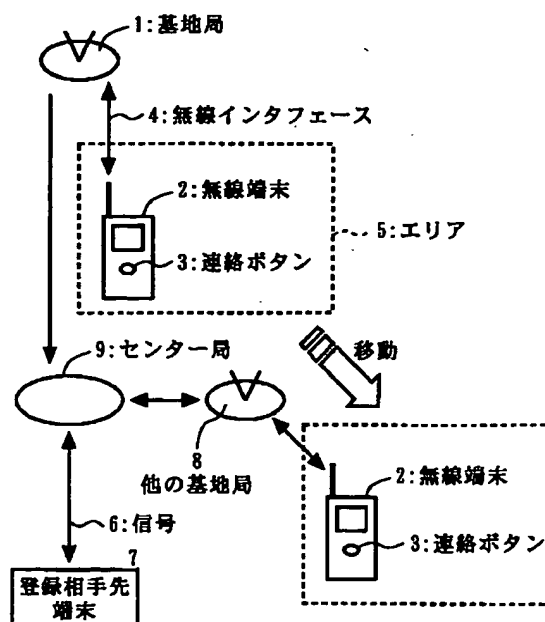 1:基地局
4:無線インタフェース
2:無線端末
5:エリア
3:連絡ボタン
9:センター局
移動
8
他の基地局
2:無線端末
6:信号
3:連絡ボタン
7
登録相手先
端末